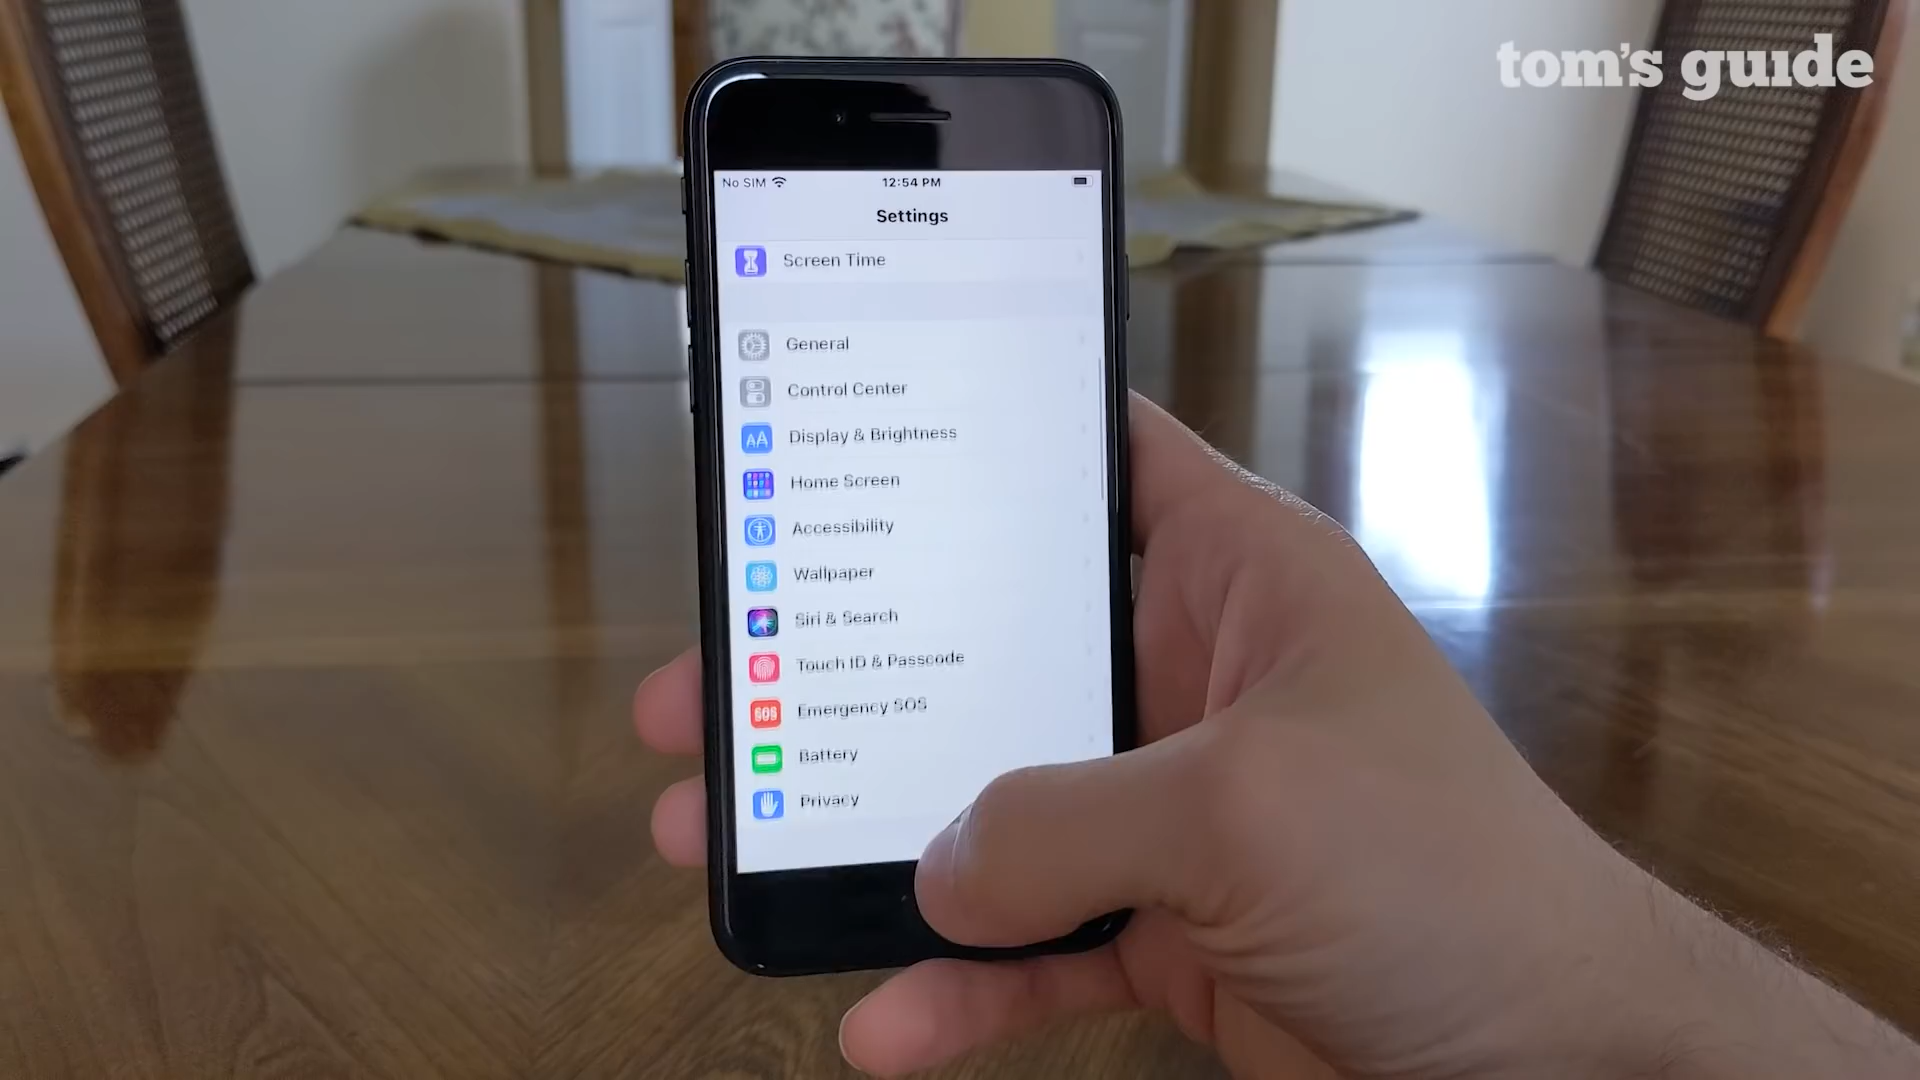 tom's guide
No SIM 12:54 PM
Settings
Screen Time
General
Control Center
AA Display & Brightness
Home Screen
Accessibility
Wallpaper
Siri & Search
Touch ID & Passcode
SOS Emergency SOS
Battery
Privacy